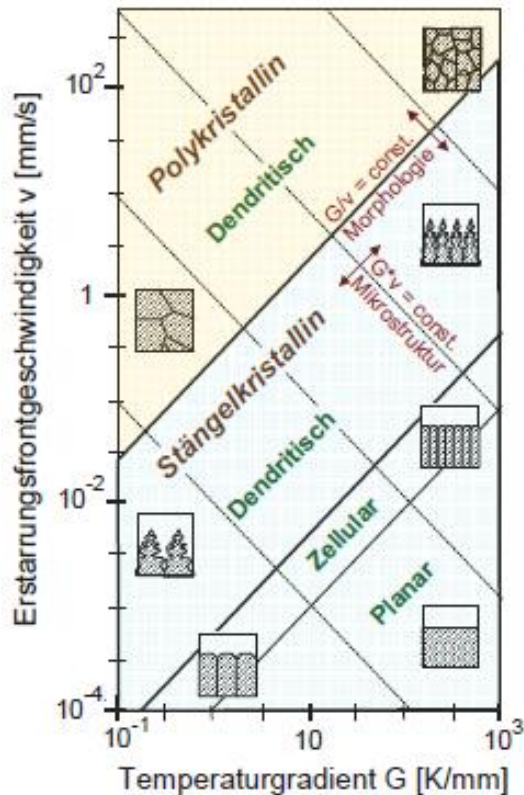 Erstarrungsfrontgeschwindigkeit v [mm/s]
10²
1
10⁻²
10⁻⁴
Polykristallin
Dendritisch
G/v = const.
Morphologie
G*v = const.
Mikrostruktur
Stängelkristallin
Dendritisch
Zellular
Planar
10⁻¹
10
10³
Temperaturgradient G [K/mm]